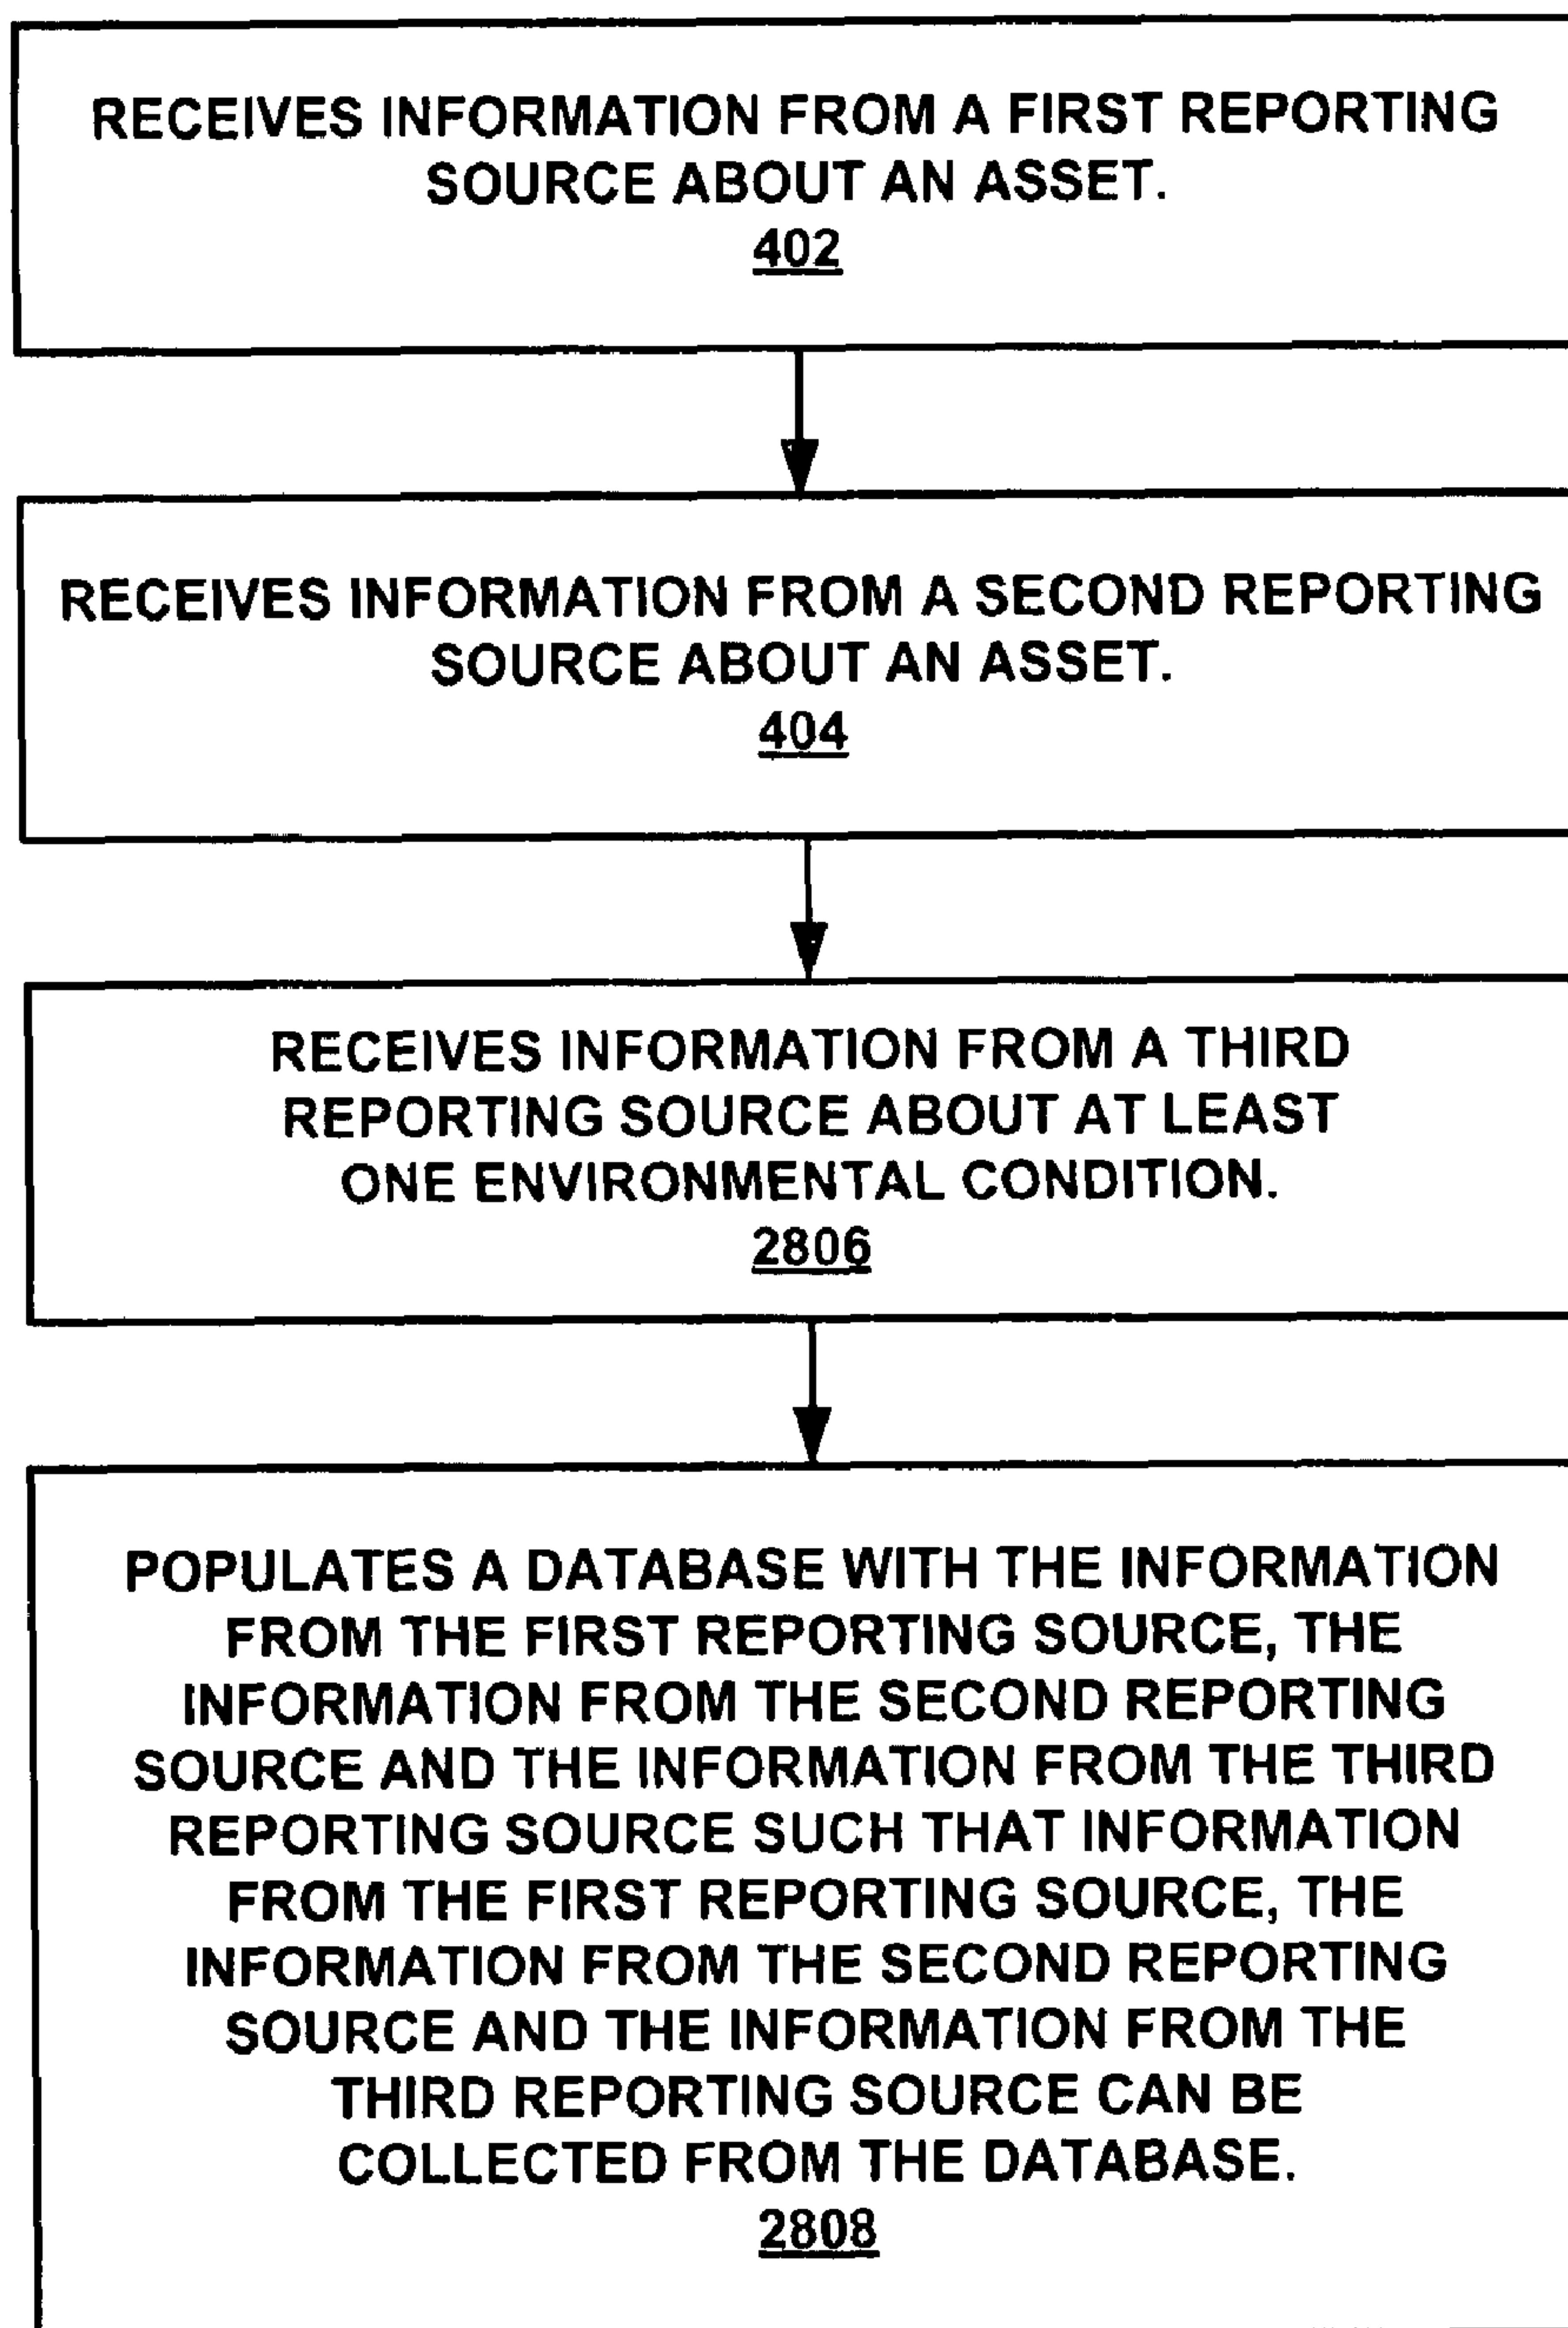 RECEIVES INFORMATION FROM A FIRST REPORTING
SOURCE ABOUT AN ASSET.
402
RECEIVES INFORMATION FROM A SECOND REPORTING
SOURCE ABOUT AN ASSET.
404
RECEIVES INFORMATION FROM A THIRD
REPORTING SOURCE ABOUT AT LEAST
ONE ENVIRONMENTAL CONDITION.
2806
POPULATES A DATABASE WITH THE INFORMATION
FROM THE FIRST REPORTING SOURCE, THE
INFORMATION FROM THE SECOND REPORTING
SOURCE AND THE INFORMATION FROM THE THIRD
REPORTING SOURCE SUCH THAT INFORMATION
FROM THE FIRST REPORTING SOURCE, THE
INFORMATION FROM THE SECOND REPORTING
SOURCE AND THE INFORMATION FROM THE
THIRD REPORTING SOURCE CAN BE
COLLECTED FROM THE DATABASE.
2808